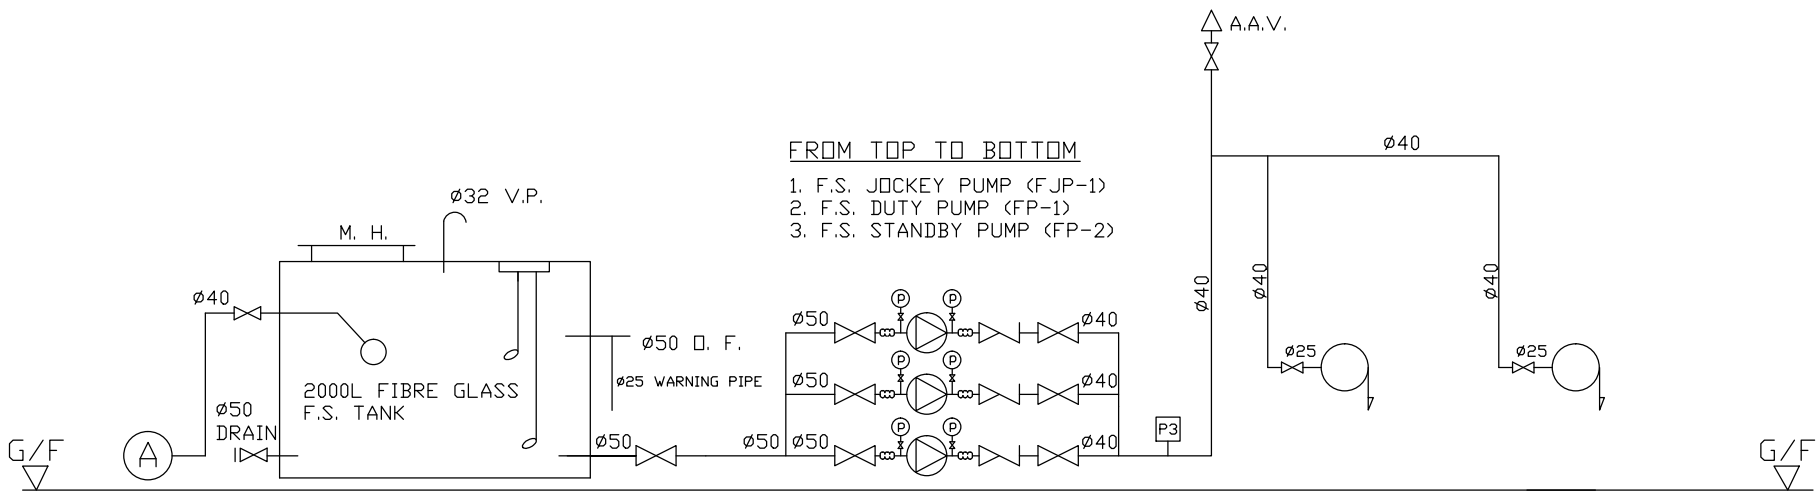 A.A.V.
FROM TOP TO BOTTOM
1. F.S. JOCKEY PUMP (FJP-1)
2. F.S. DUTY PUMP (FP-1)
3. F.S. STANDBY PUMP (FP-2)
ø40
ø32 V.P.
M. H.
ø40
ø50 O. F.
ø25 WARNING PIPE
2000L FIBRE GLASS
F.S. TANK
ø50
DRAIN
A
G/F
ø50
ø50
ø50
P
P
ø40
ø50
P
P
ø40
ø50
P
P
ø40
P3
ø40
ø40
ø40
ø25
ø25
G/F